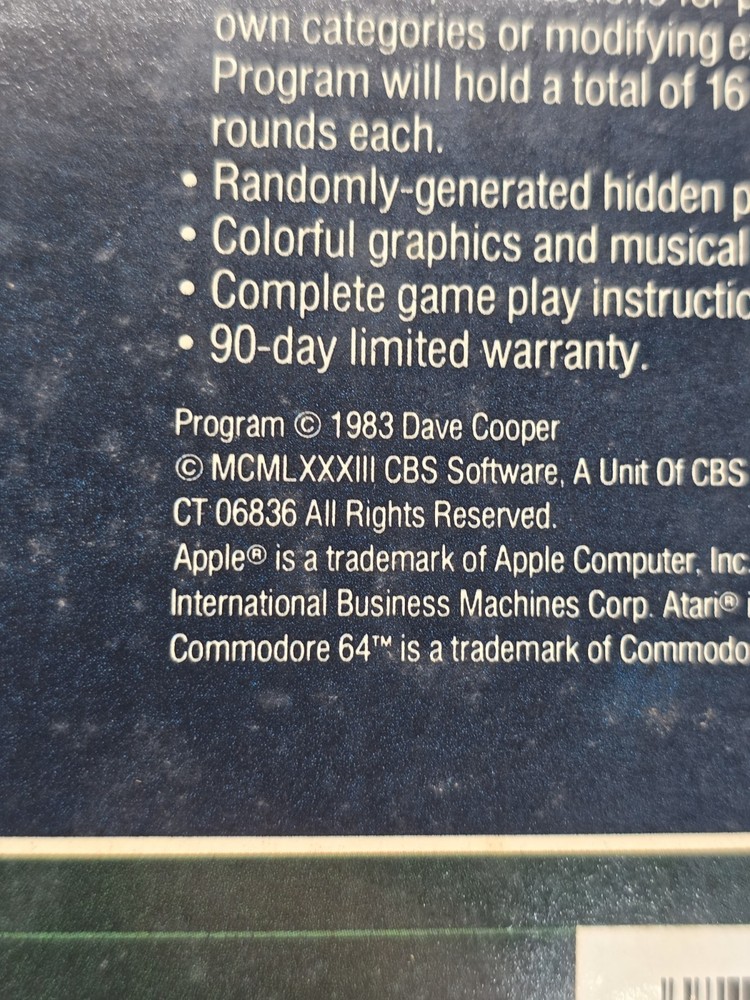 own categories or modifying
Program will hold a total of 16
rounds each.
• Randomly-generated hidden
• Colorful graphics and musical
• Complete game play
• 90-day limited warranty.
Program © 1983 Dave Cooper
© MCMLXXXIII CBS Software, A Unit Of CBS
CT 06836 All Rights Reserved.
Apple® is a trademark of Apple Computer, Inc.
International Business Machines Corp. Atari®
Commodore 64™ is a trademark of